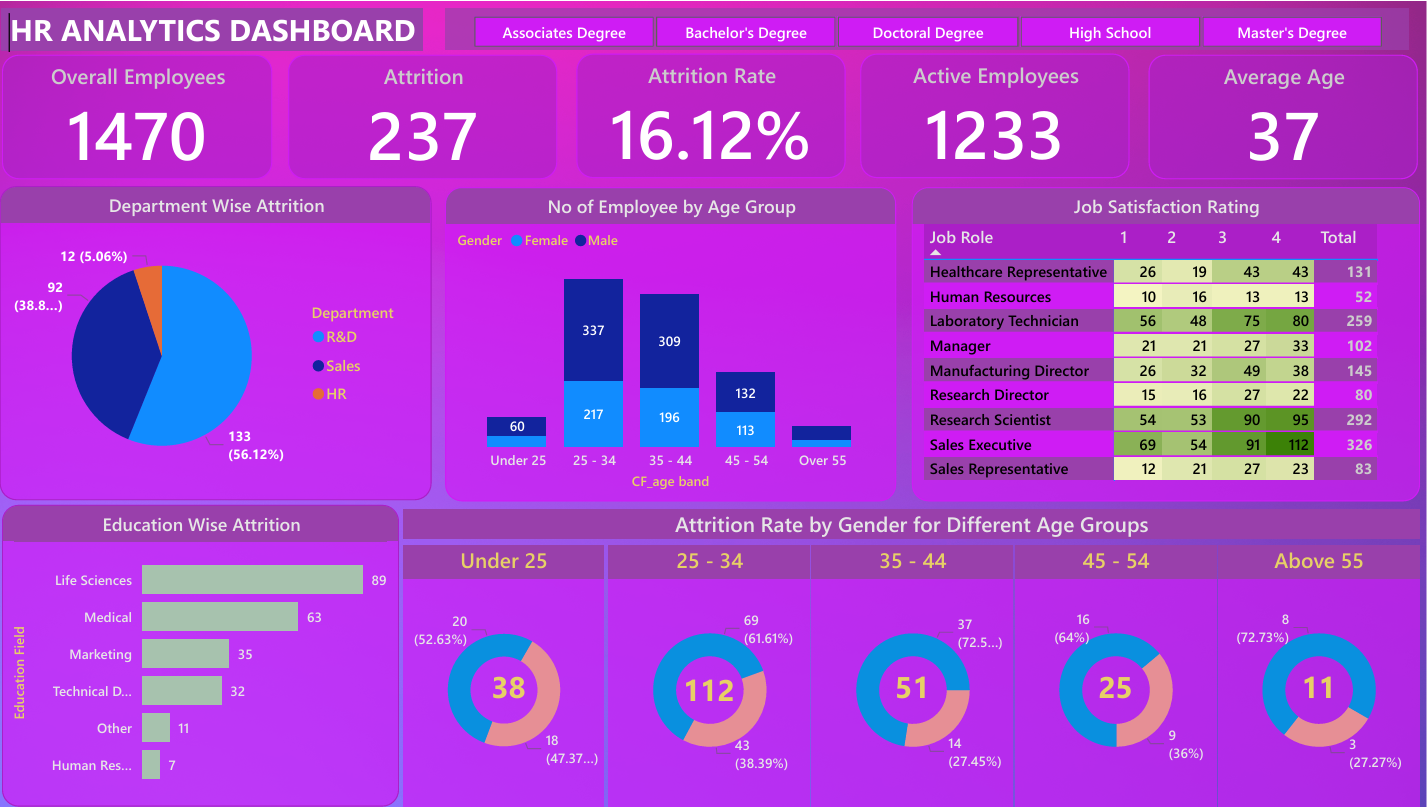 HR ANALYTICS DASHBOARD
Associates Degree
Bachelor's Degree
Doctoral Degree
High School
Master's Degree
Overall Employees
1470
Attrition
237
Attrition Rate
16.12%
Active Employees
1233
Average Age
37
Department Wise Attrition
12 (5.06%)
92
(38.8...)
133
(56.12%)
Department
R&D
Sales
HR
No of Employee by Age Group
Gender Female Male
60
337
217
309
196
132
113
Under 25 25 - 34 35 - 44 45 - 54 Over 55
CF_age band
Job Satisfaction Rating
Job Role 1 2 3 4 Total
Healthcare Representative 26 19 43 43 131
Human Resources 10 16 13 13 52
Laboratory Technician 56 48 75 80 259
Manager 21 21 27 33 102
Manufacturing Director 26 32 49 38 145
Research Director 15 16 27 22 80
Research Scientist 54 53 90 95 292
Sales Executive 69 54 91 112 326
Sales Representative 12 21 27 23 83
Education Wise Attrition
Education Field
Life Sciences 89
Medical 63
Marketing 35
Technical D... 32
Other 11
Human Res... 7
Attrition Rate by Gender for Different Age Groups
Under 25
20
(52.63%)
38
18
(47.37...)
25 - 34
69
(61.61%)
112
43
(38.39%)
35 - 44
37
(72.5...)
51
14
(27.45%)
45 - 54
16
(64%)
25
9
(36%)
Above 55
8
(72.73%)
11
3
(27.27%)